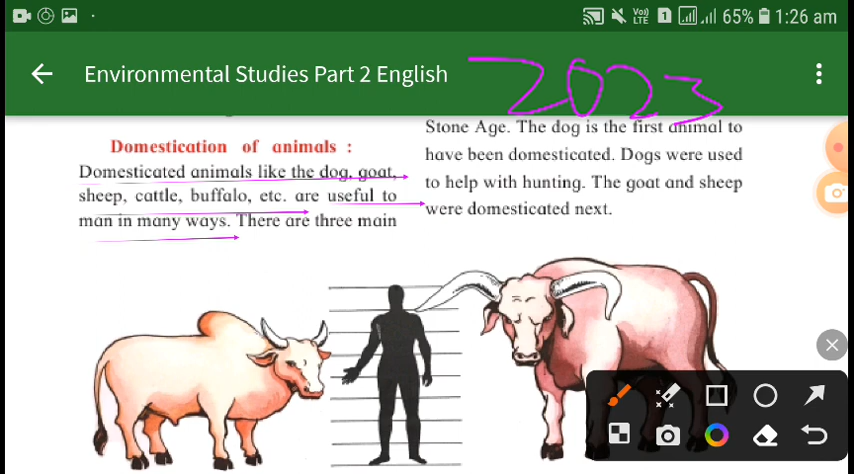 Vo)) 65% 1:26 am
LTE 1
Environmental Studies Part 2 English
2023
Domestication of animals :
Domesticated animals like the dog, goat,
sheep, cattle, buffalo, etc. are useful to
man in many ways. There are three main
Stone Age. The dog is the first animal to
have been domesticated. Dogs were used
to help with hunting. The goat and sheep
were domesticated next.